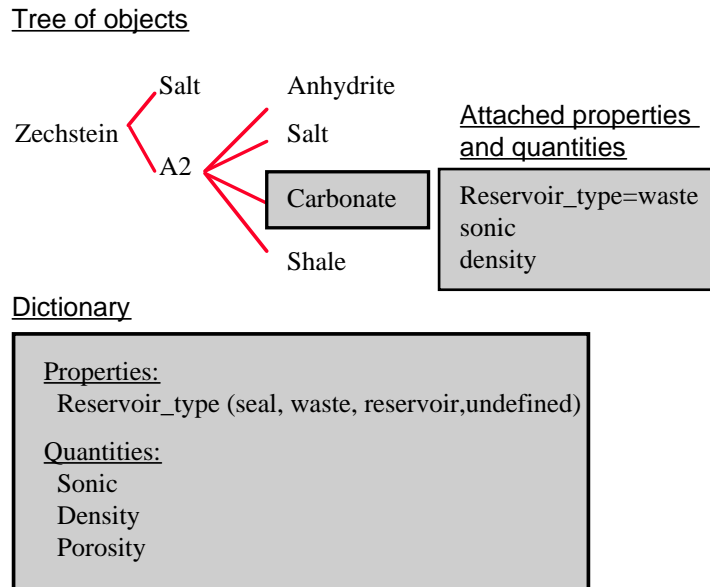 Tree of objects
Salt
Anhydrite
Zechstein
Salt
A2
Carbonate
Shale
Attached properties
and quantities
Reservoir_type=waste
sonic
density
Dictionary
Properties:
Reservoir_type (seal, waste, reservoir,undefined)
Quantities:
Sonic
Density
Porosity